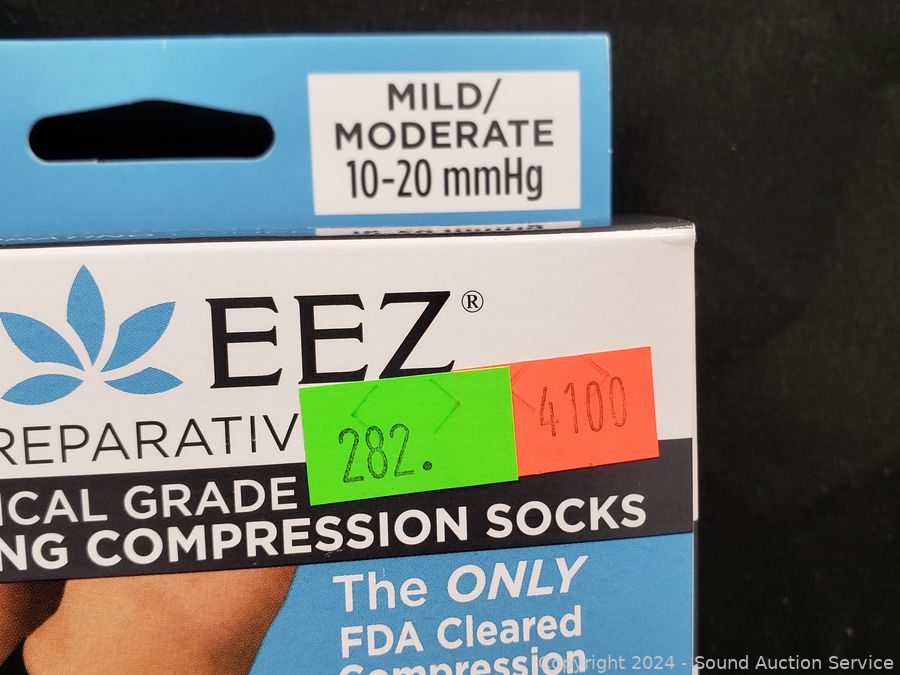 MILD/
MODERATE
10-20 mmHg
EEZ®
REPARATIV
282.
4100
ICAL GRADE
NG COMPRESSION SOCKS
The ONLY
FDA Cleared
Compression
Copyright 2024 - Sound Auction Service